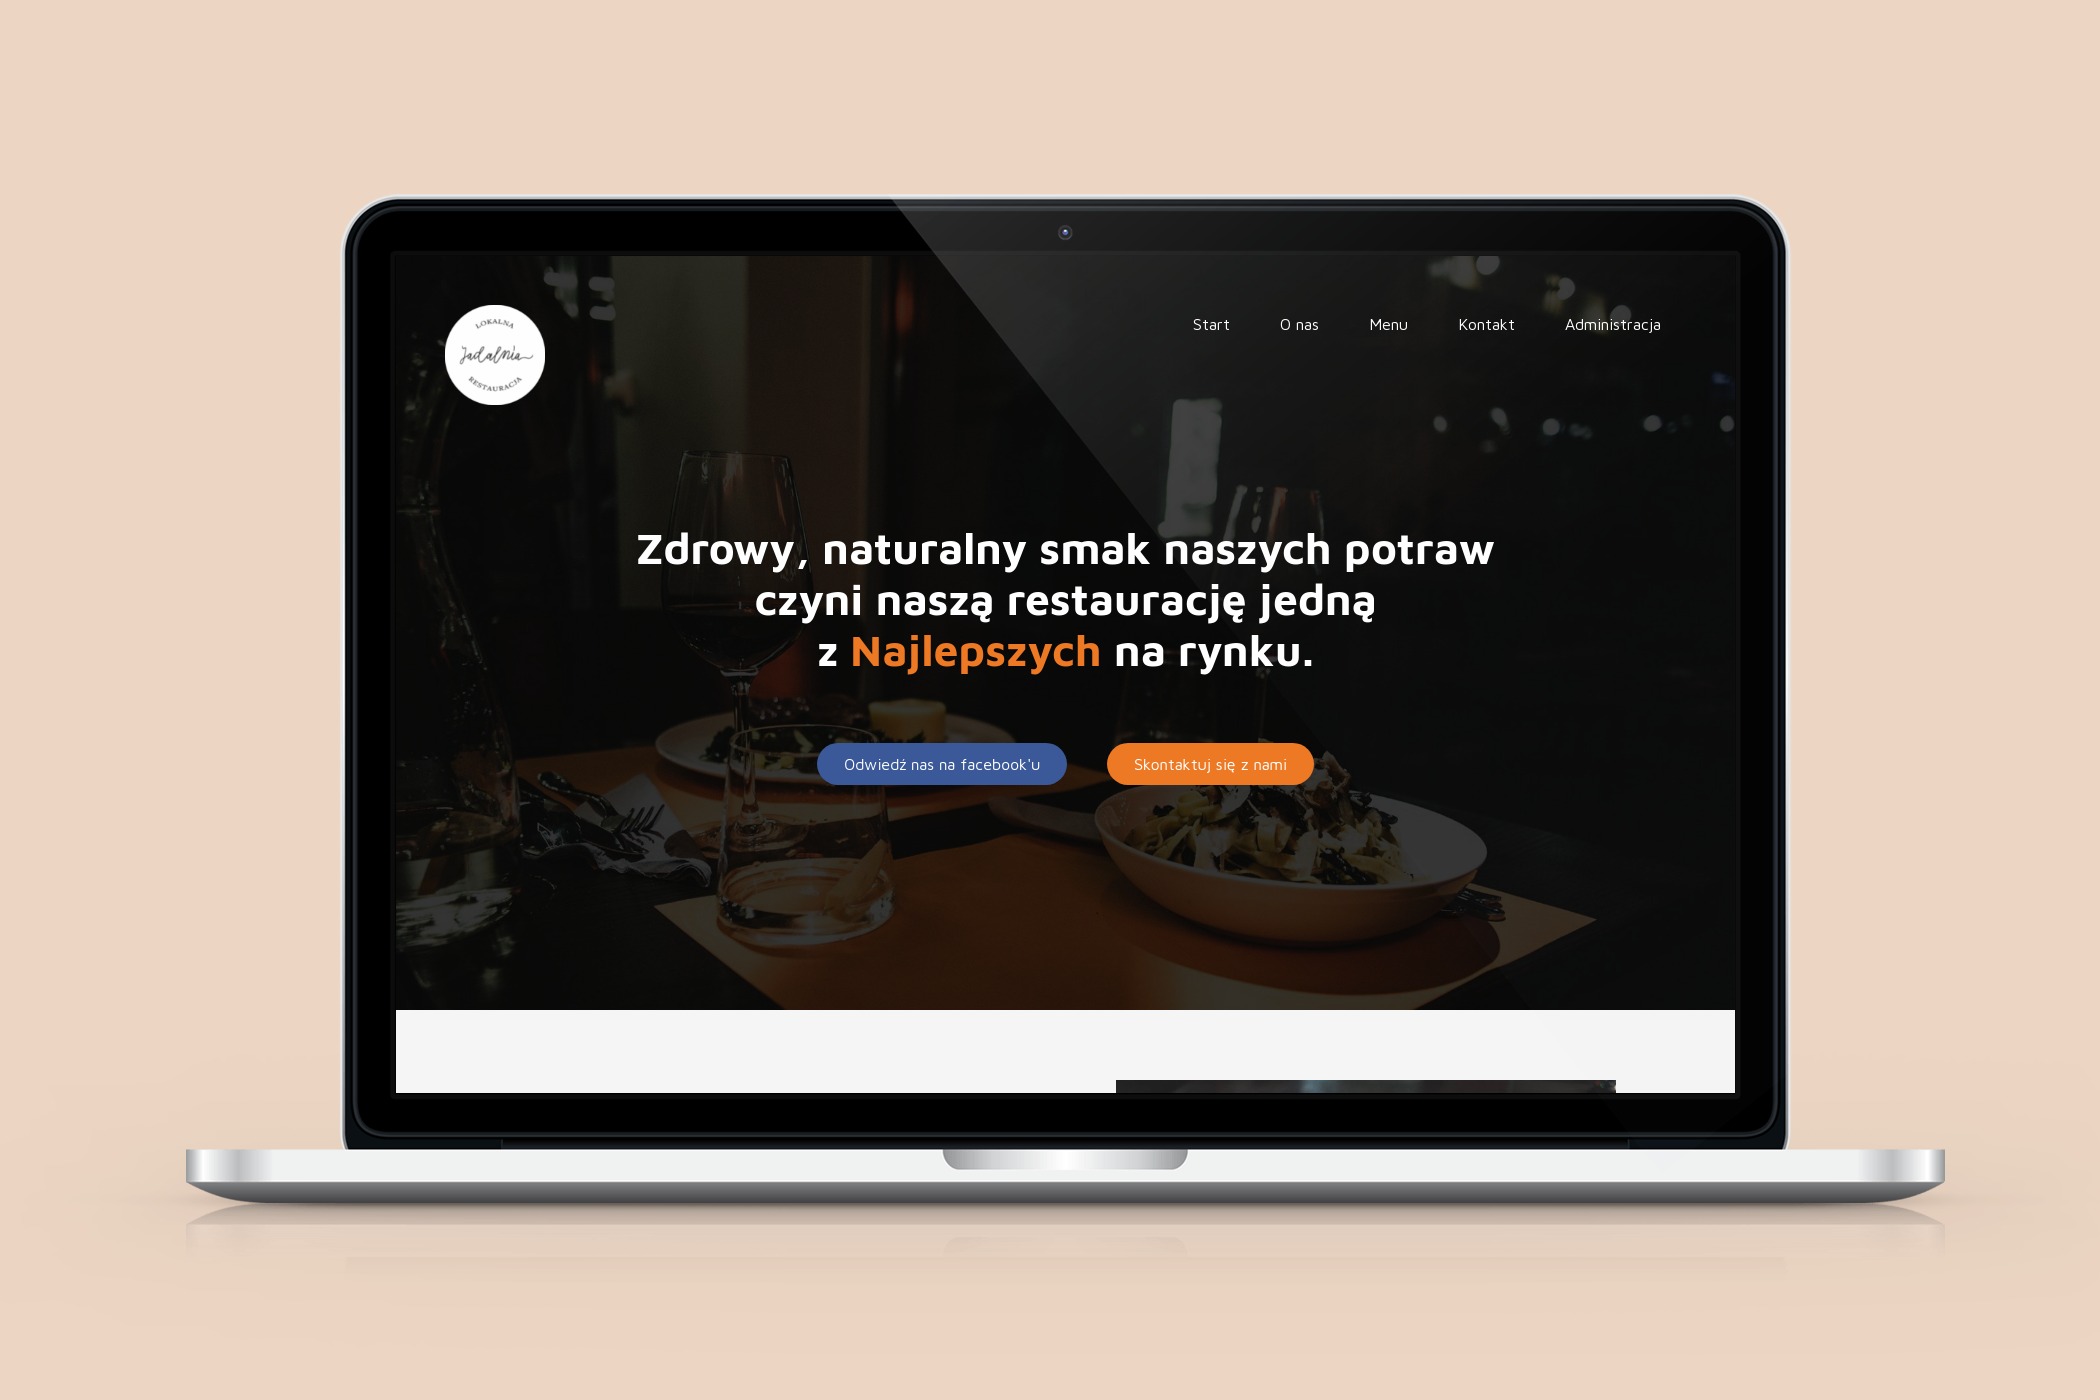 LOKALNA
Jadalnia
RESTAURACJA
Start
O nas
Menu
Kontakt
Administracja
Zdrowy, naturalny smak naszych potraw
czyni naszą restaurację jedną
z Najlepszych na rynku.
Odwiedź nas na facebook'u
Skontaktuj się z nami